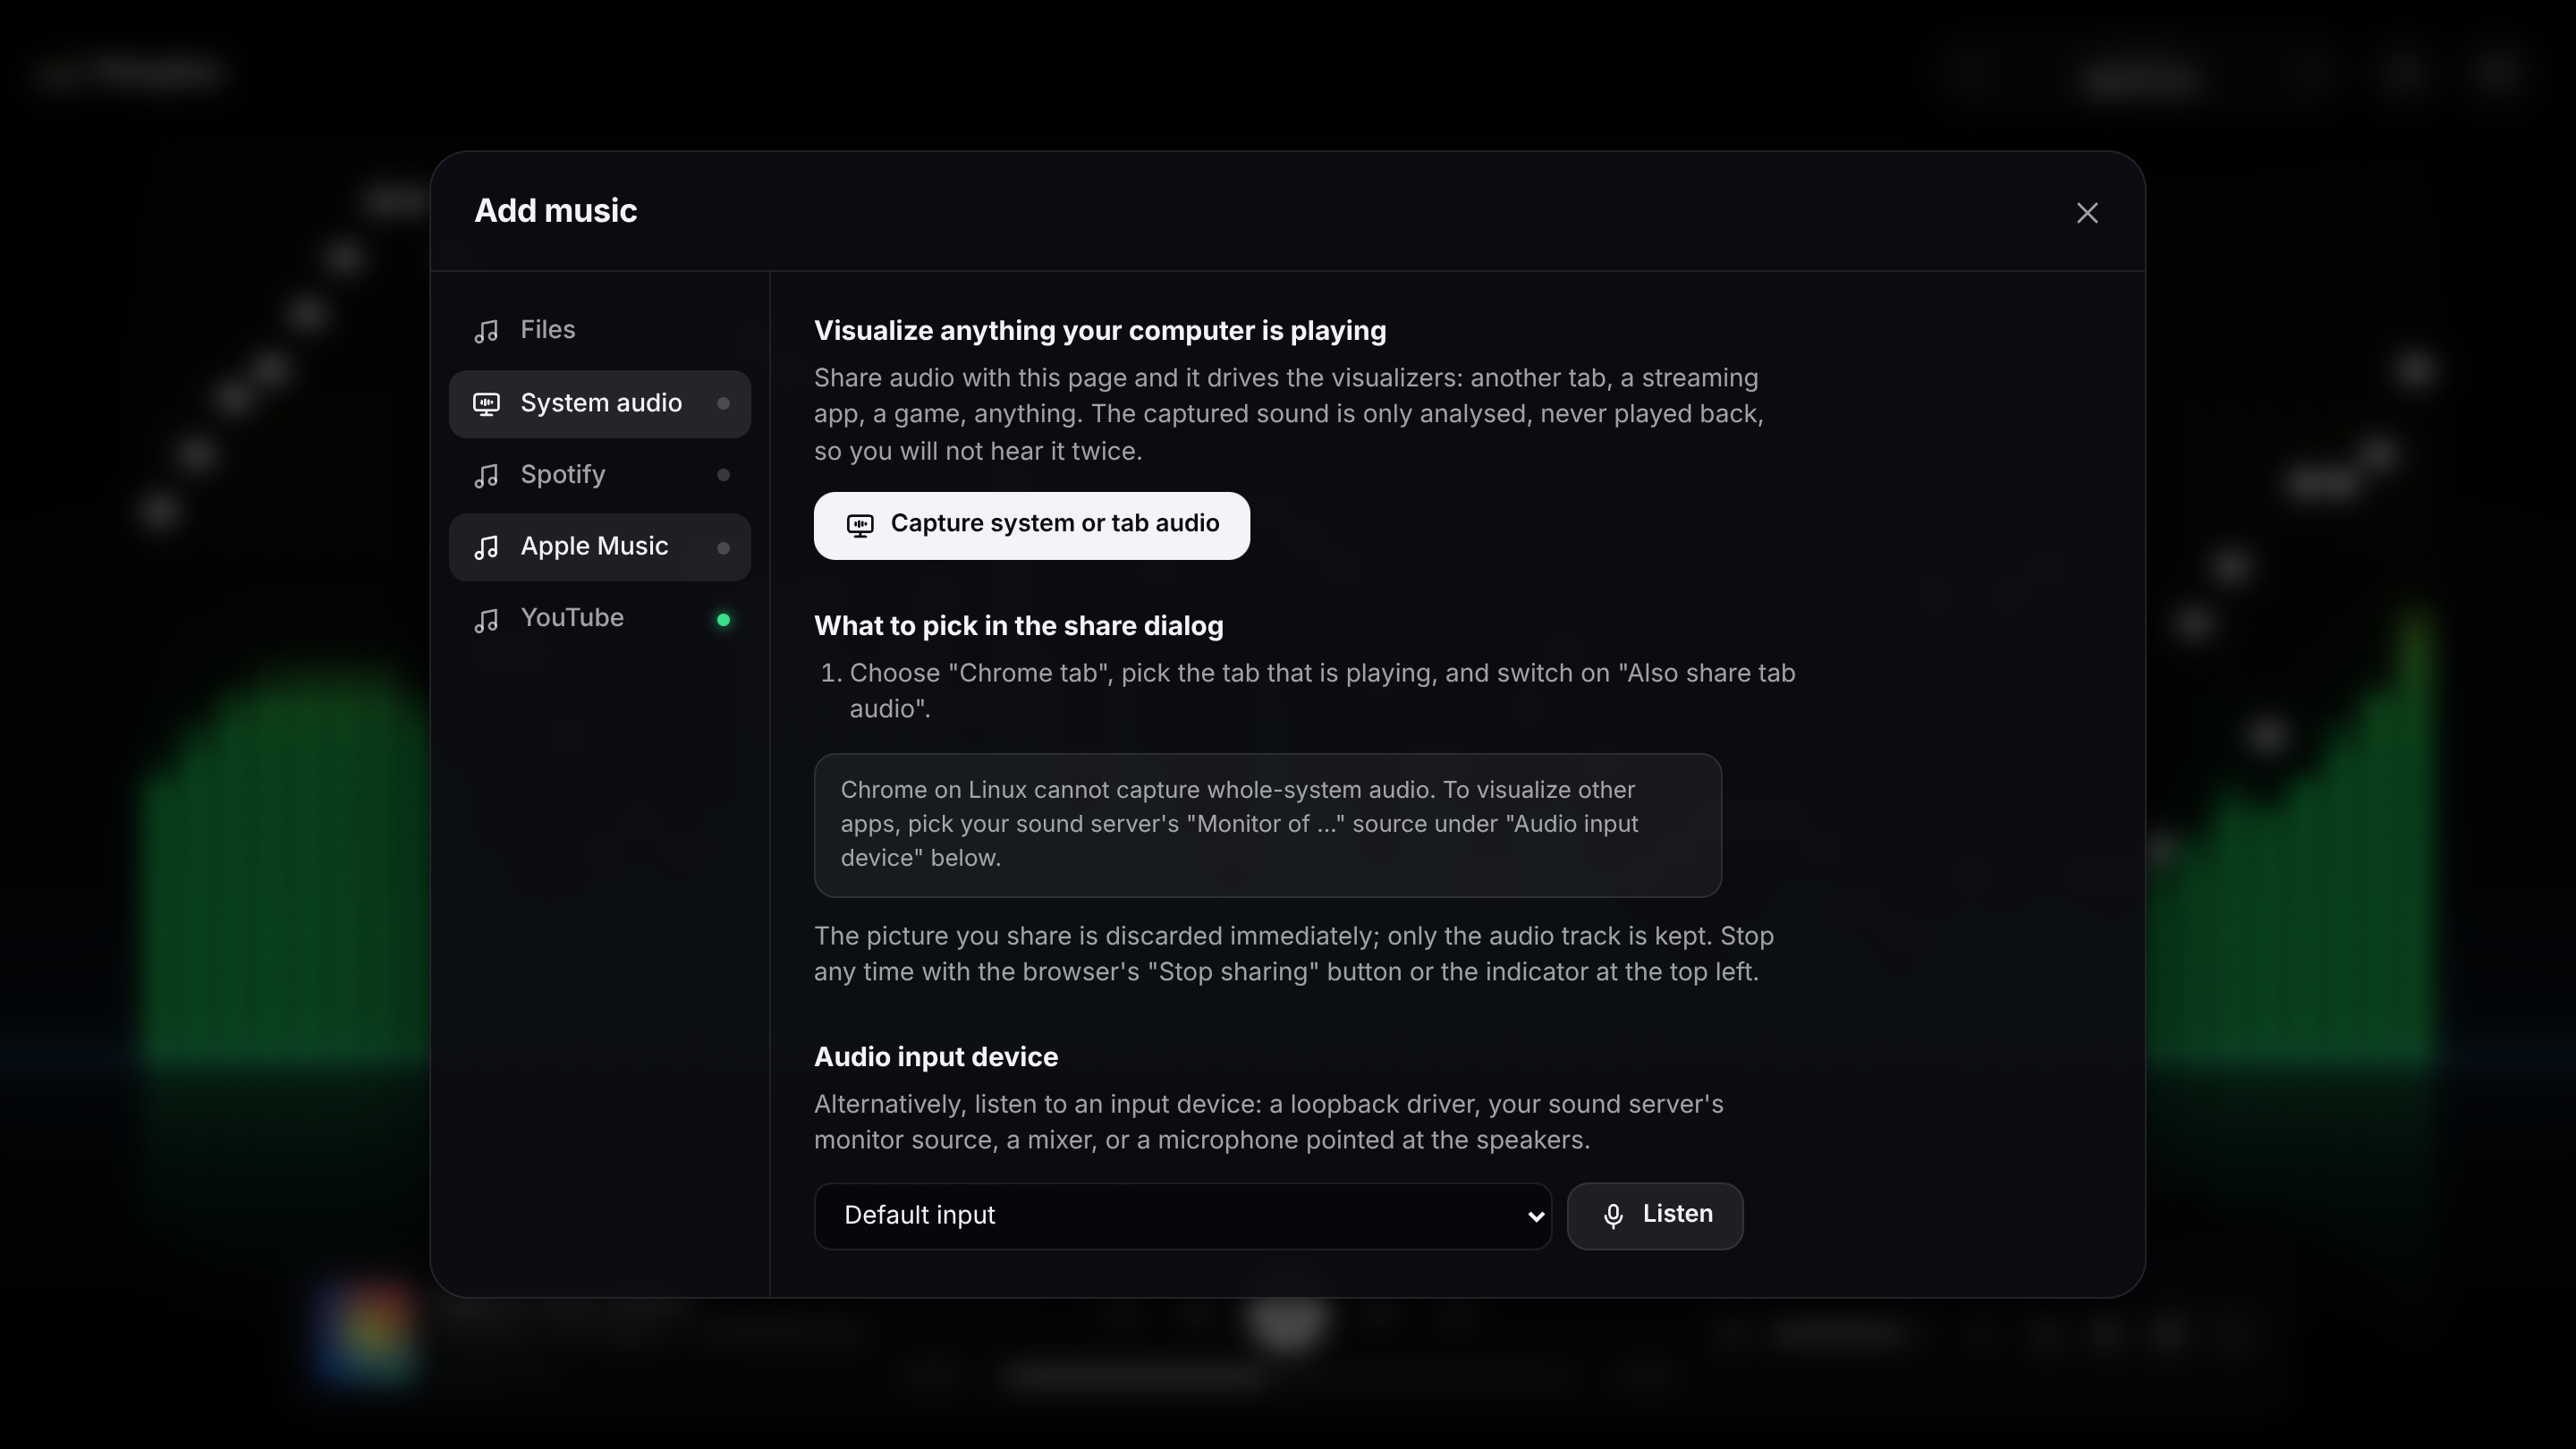 Add music
Files
System audio
Spotify
Apple Music
YouTube
Visualize anything your computer is playing
Share audio with this page and it drives the visualizers: another tab, a streaming
app, a game, anything. The captured sound is only analysed, never played back,
so you will not hear it twice.
Capture system or tab audio
What to pick in the share dialog
1. Choose "Chrome tab", pick the tab that is playing, and switch on "Also share tab
audio".
Chrome on Linux cannot capture whole-system audio. To visualize other
apps, pick your sound server's "Monitor of ..." source under "Audio input
device" below.
The picture you share is discarded immediately; only the audio track is kept. Stop
any time with the browser's "Stop sharing" button or the indicator at the top left.
Audio input device
Alternatively, listen to an input device: a loopback driver, your sound server's
monitor source, a mixer, or a microphone pointed at the speakers.
Default input
Listen